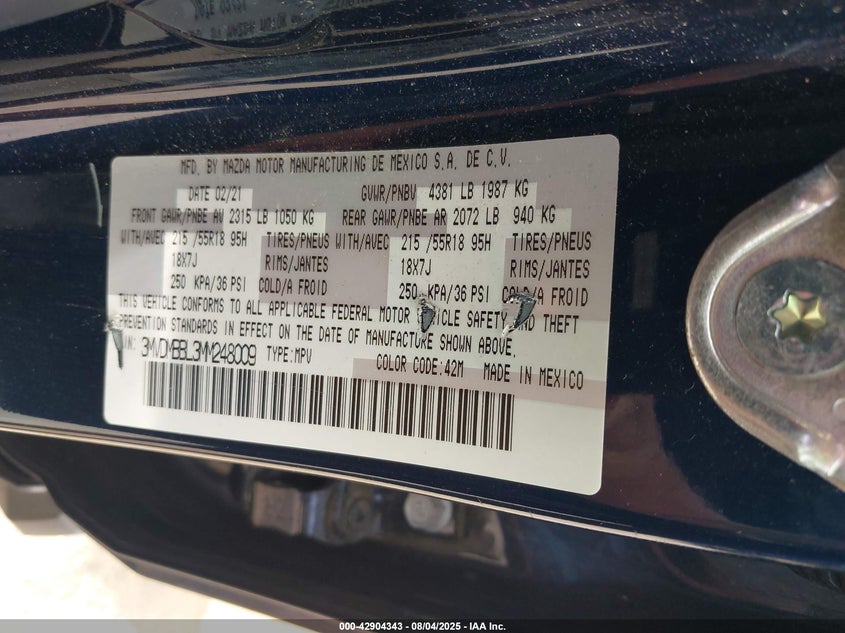 MFD. BY MAZDA MOTOR MANUFACTURING DE MEXICO S.A. DE C.V.
DATE 02/21 GVWR/PNBV 4381 LB 1987 KG
FRONT GAWR/PNBE AV 2315 LB 1050 KG REAR GAWR/PNBE AR 2072 LB 940 KG
WITH/AVEC 215 /55R18 95H TIRES/PNEUS WITH/AVEC 215 /55R18 95H TIRES/PNEUS
18X7J RIMS/JANTES 18X7J RIMS/JANTES
250 KPA/36 PSI COLD/A FROID 250 KPA/36 PSI COLD/A FROID
THIS VEHICLE CONFORMS TO ALL APPLICABLE FEDERAL MOTOR VEHICLE SAFETY AND THEFT
PREVENTION STANDARDS IN EFFECT ON THE DATE OF MANUFACTURE SHOWN ABOVE.
3MVDMBBL3MM248009 TYPE:MPV COLOR CODE:42M MADE IN MEXICO
000-42904343 - 08/04/2025 - IAA Inc.